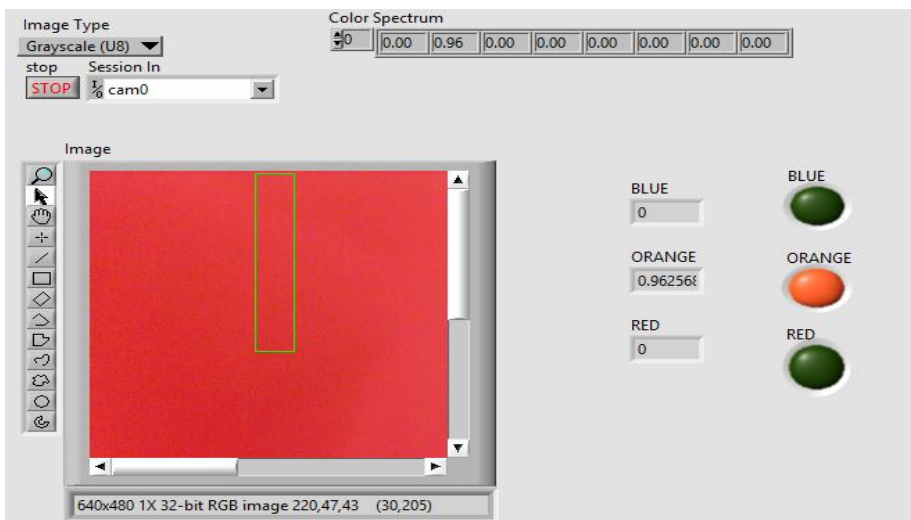 Image Type
Grayscale (U8)
stop
Session In
STOP
I/O cam0
Color Spectrum
0 0.00 0.96 0.00 0.00 0.00 0.00 0.00 0.00
Image
640x480 1X 32-bit RGB image 220,47,43 (30,205)
BLUE
0
ORANGE
0.962568
RED
0
BLUE
ORANGE
RED